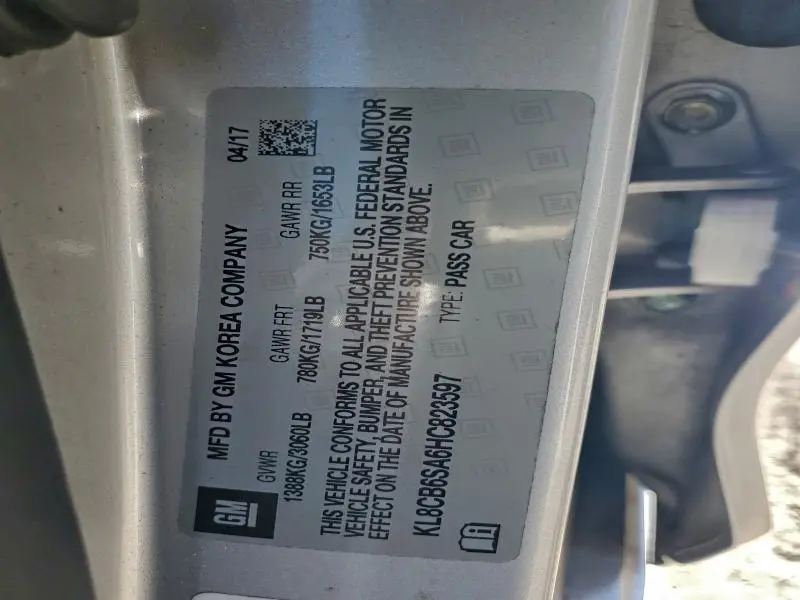 GM
MFD BY GM KOREA COMPANY 04/17
GVWR GAWR FRT GAWR RR
1388KG/3060LB 780KG/1719LB 750KG/1653LB
THIS VEHICLE CONFORMS TO ALL APPLICABLE U.S. FEDERAL MOTOR
VEHICLE SAFETY, BUMPER, AND THEFT PREVENTION STANDARDS IN
EFFECT ON THE DATE OF MANUFACTURE SHOWN ABOVE.
KL8CB6SA6HC823597 TYPE: PASS CAR